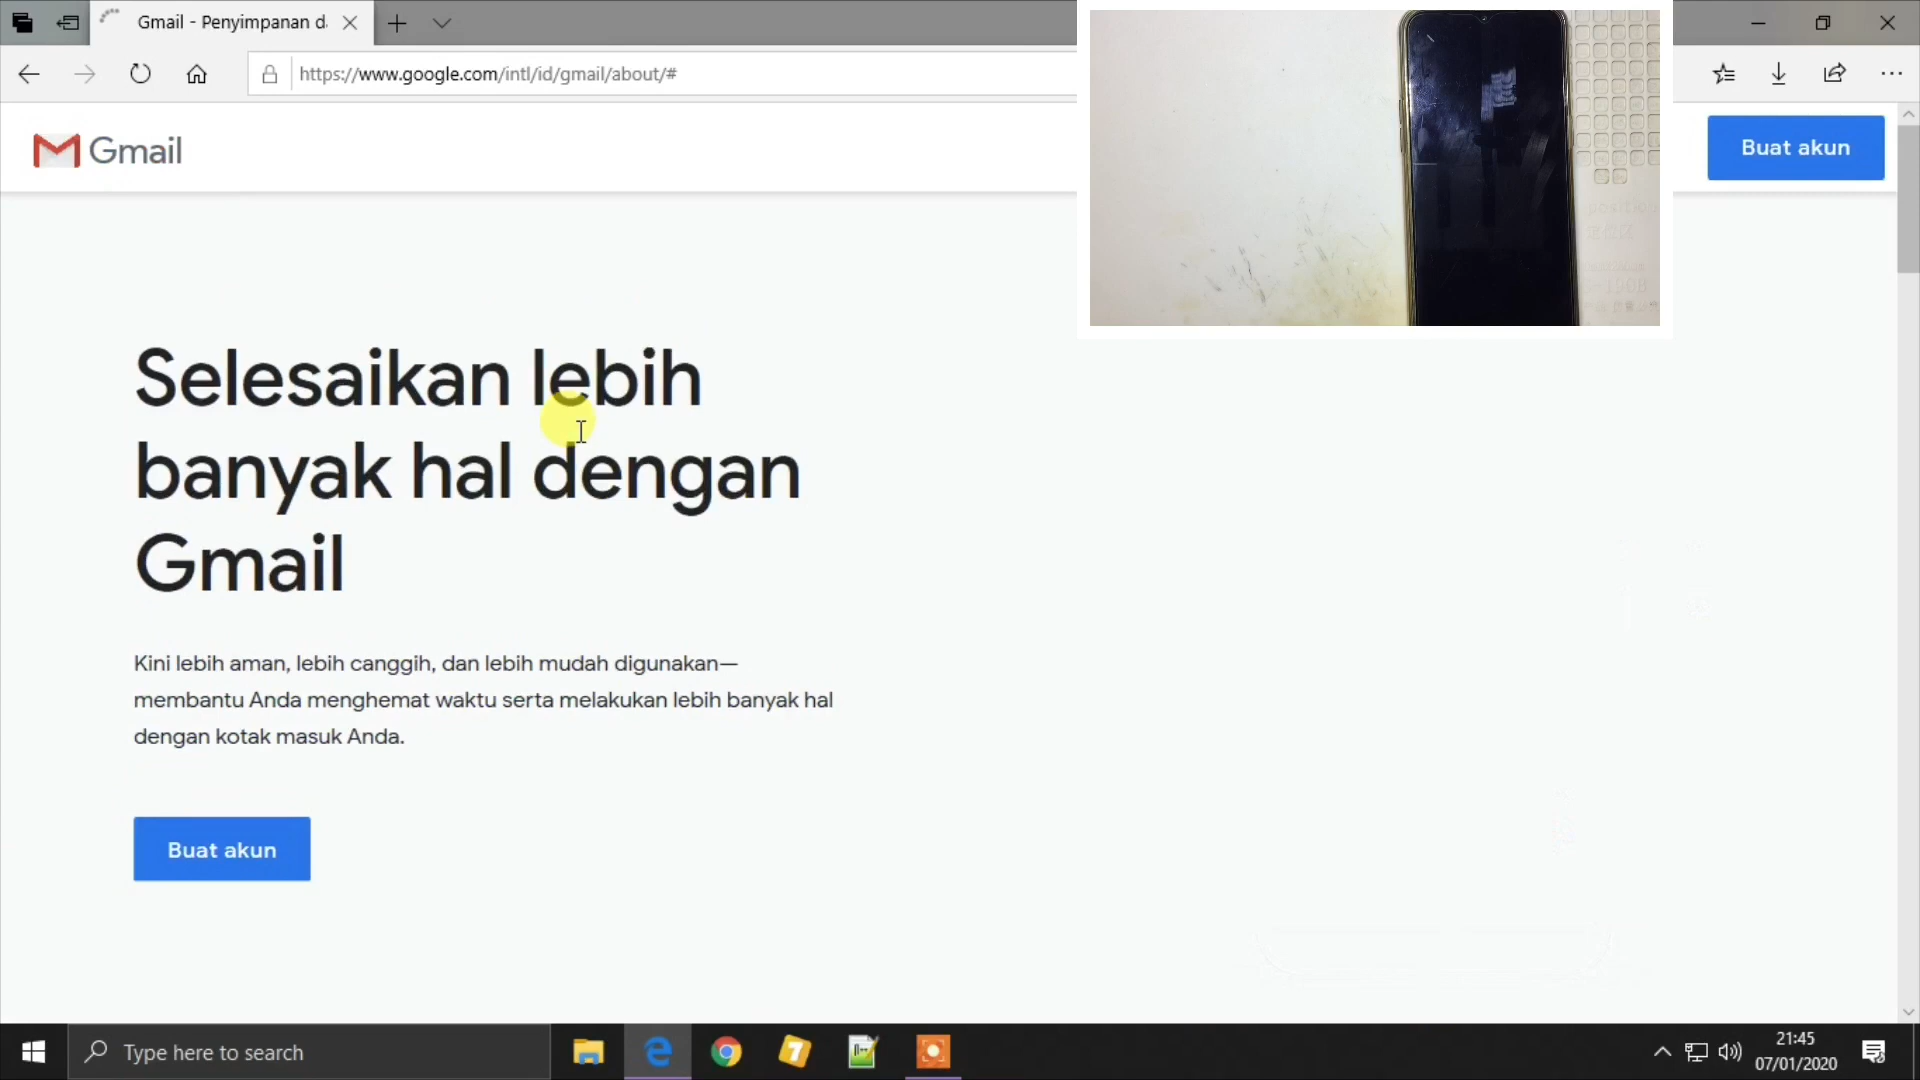 Gmail - Penyimpanan d
https://www.google.com/intl/id/gmail/about/#
Gmail
Buat akun
Selesaikan lebih
banyak hal dengan
Gmail
Kini lebih aman, lebih canggih, dan lebih mudah digunakan—
membantu Anda menghemat waktu serta melakukan lebih banyak hal
dengan kotak masuk Anda.
Buat akun
Type here to search
21:45
07/01/2020